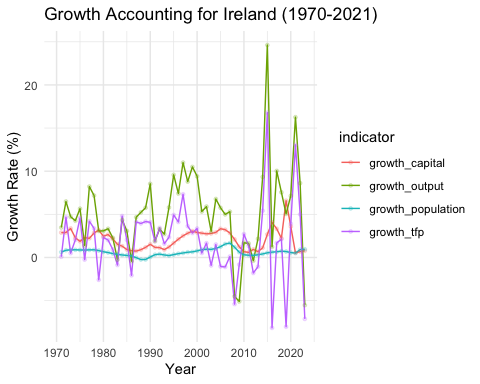 Growth Accounting for Ireland (1970-2021)
Growth Rate (%)
20
10
0
1970 1980 1990 2000 2010 2020
Year
indicator
growth_capital
growth_output
growth_population
growth_tfp